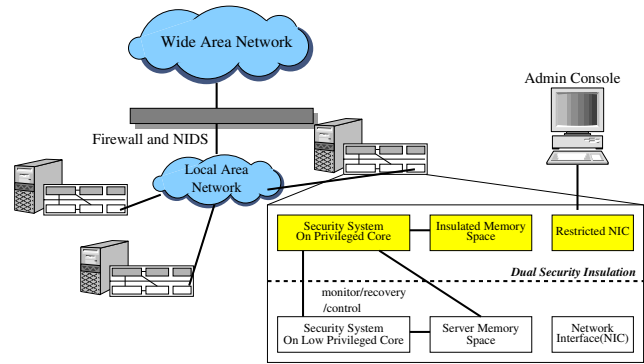 Wide Area Network
Admin Console
Firewall and NIDS
Local Area
Network
Security System
On Privileged Core
Insulated Memory
Space
Restricted NIC
Dual Security Insulation
monitor/recovery
/control
Security System
On Low Privileged Core
Server Memory
Space
Network
Interface(NIC)